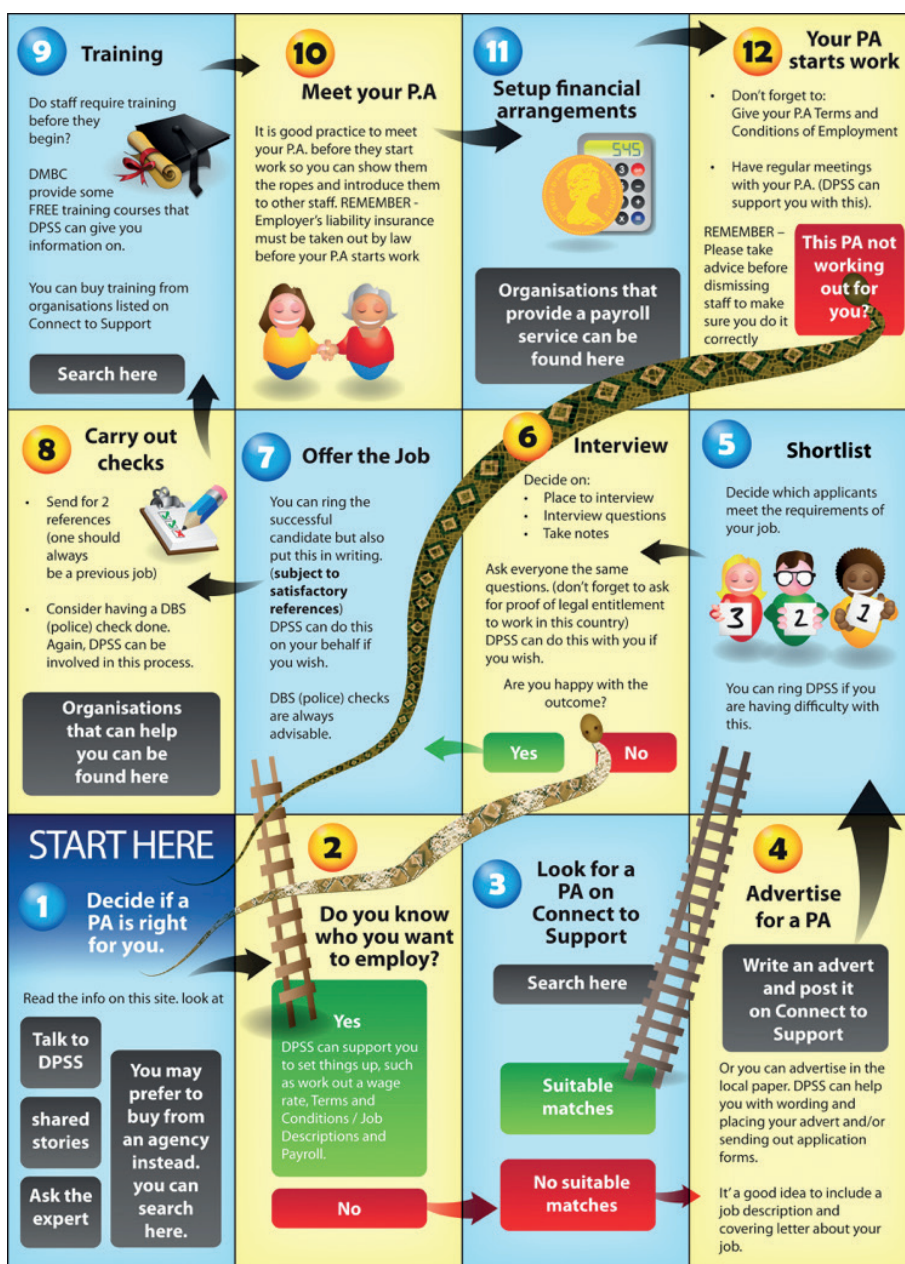 START HERE
1
Decide if a
PA is right
for you.
Read the info on this site. look at
Talk to
DPSS
shared
stories
Ask the
expert
You may
prefer to
buy from
an agency
instead.
you can
search
here.
2
Do you know
who you want
to employ?
Yes
DPSS can support you
to set things up, such
as work out a wage
rate, Terms and
Conditions / Job
Descriptions and
Payroll.
No
3
Look for a
PA on
Connect to
Support
Search here
Suitable
matches
No suitable
matches
4
Advertise
for a PA
Write an advert
and post it
on Connect to
Support
Or you can advertise in the
local paper. DPSS can help
you with wording and
placing your advert and/or
sending out application
forms.
It'a good idea to include a
job description and
covering letter about your
job.
5
Shortlist
Decide which applicants
meet the requirements of
your job.
3
2
1
You can ring DPSS if you
are having difficulty with
this.
6
Interview
Decide on:
• Place to interview
• Interview questions
• Take notes
Ask everyone the same
questions. (don't forget to ask
for proof of legal entitlement
to work in this country)
DPSS can do this with you if
you wish.
Are you happy with the
outcome?
Yes
No
7
Offer the Job
You can ring the
successful
candidate but also
put this in writing.
(subject to
satisfactory
references)
DPSS can do this
on your behalf if
you wish.
DBS (police) checks
are always
advisable.
8
Carry out
checks
• Send for 2
references
(one should
always
be a previous job)
• Consider having a DBS
(police) check done.
Again, DPSS can be
involved in this process.
Organisations
that can help
you can be
found here
9
Training
Do staff require training
before they
begin?
DMBC
provide some
FREE training courses that
DPSS can give you
information on.
You can buy training from
organisations listed on
Connect to Support
Search here
10
Meet your P.A
It is good practice to meet
your P.A. before they start
work so you can show them
the ropes and introduce them
to other staff. REMEMBER -
Employer's liability insurance
must be taken out by law
before your P.A starts work
11
Setup financial
arrangements
545
Organisations that
provide a payroll
service can be
found here
12
Your PA
starts work
• Don't forget to:
Give your P.A Terms and
Conditions of Employment
• Have regular meetings
with your P.A. (DPSS can
support you with this).
REMEMBER –
Please take
advice before
dismissing
staff to make
sure you do it
correctly
This PA not
working
out for
you?